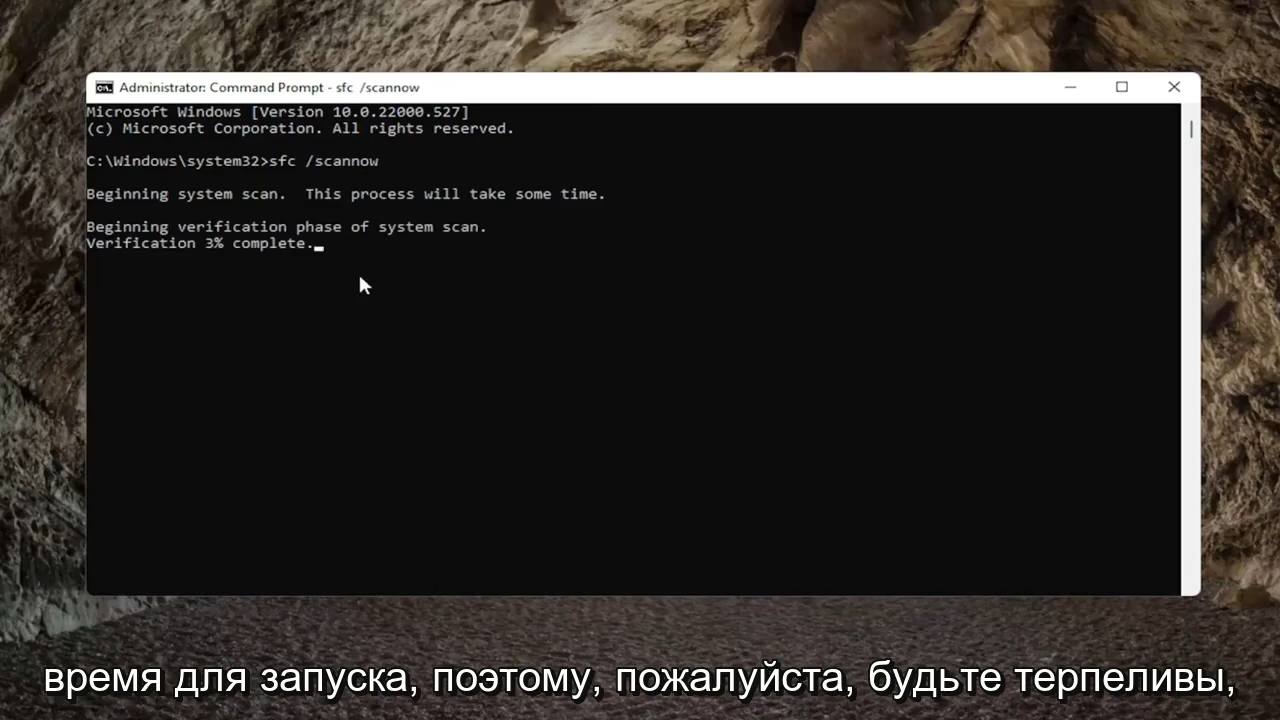 Administrator: Command Prompt - sfc /scannow
Microsoft Windows [Version 10.0.22000.527]
(c) Microsoft Corporation. All rights reserved.
C:\Windows\system32>sfc /scannow
Beginning system scan.  This process will take some time.
Beginning verification phase of system scan.
Verification 3% complete.
время для запуска, поэтому, пожалуйста, будьте терпеливы,